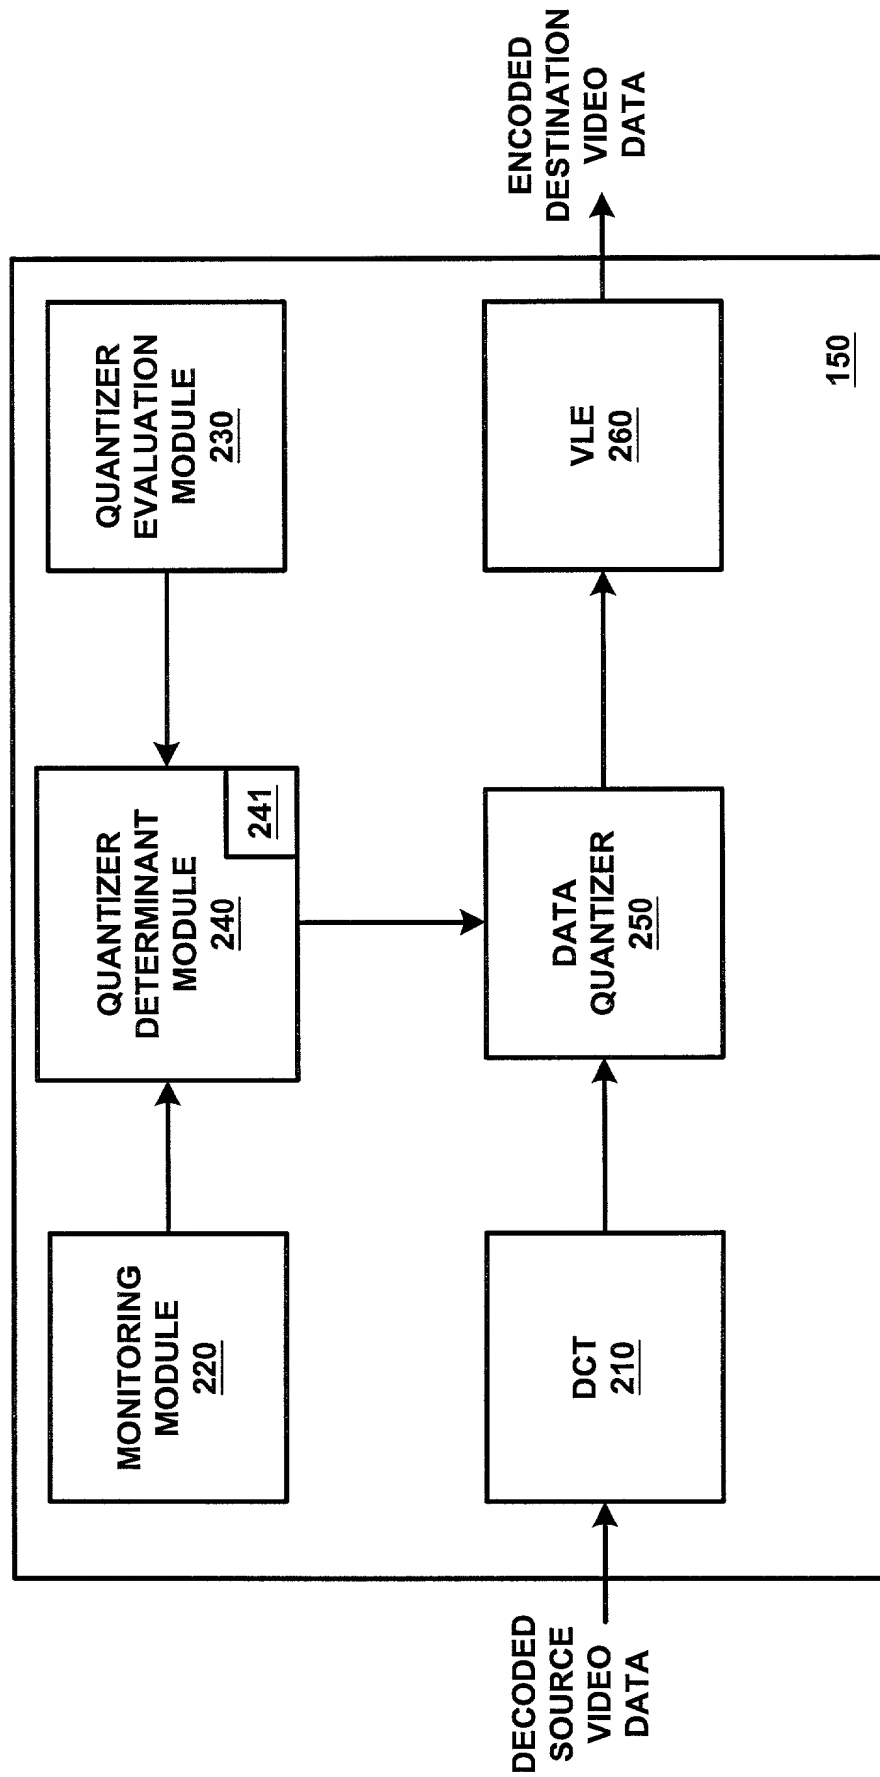 MONITORING
MODULE
220
QUANTIZER
DETERMINANT
MODULE
240
241
QUANTIZER
EVALUATION
MODULE
230
DECODED
SOURCE
VIDEO
DATA
DCT
210
DATA
QUANTIZER
250
VLE
260
ENCODED
DESTINATION
VIDEO
DATA
150